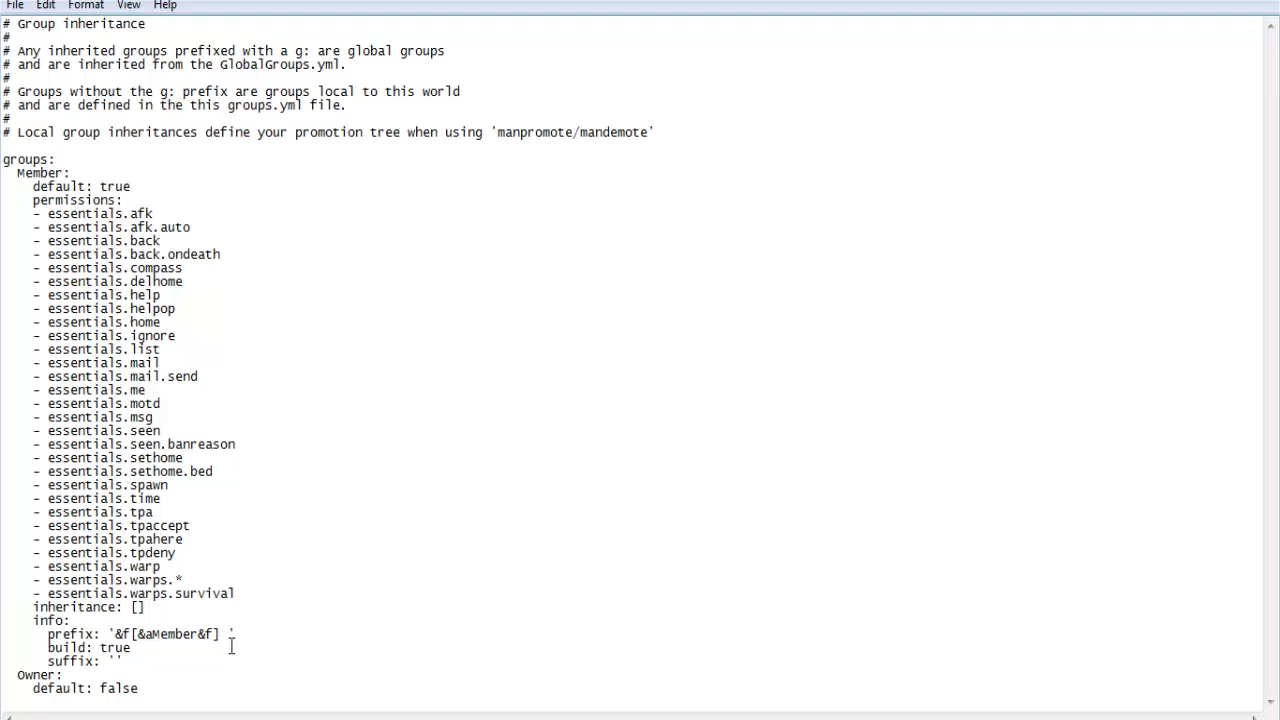 File Edit Format View Help
# Group inheritance
#
# Any inherited groups prefixed with a g: are global groups
# and are inherited from the GlobalGroups.yml.
#
# Groups without the g: prefix are groups local to this world
# and are defined in the this groups.yml file.
#
# Local group inheritances define your promotion tree when using 'manpromote/mandemote'
groups:
  Member:
    default: true
    permissions:
    - essentials.afk
    - essentials.afk.auto
    - essentials.back
    - essentials.back.ondeath
    - essentials.compass
    - essentials.delhome
    - essentials.help
    - essentials.helpop
    - essentials.home
    - essentials.ignore
    - essentials.list
    - essentials.mail
    - essentials.mail.send
    - essentials.me
    - essentials.motd
    - essentials.msg
    - essentials.seen
    - essentials.seen.banreason
    - essentials.sethome
    - essentials.sethome.bed
    - essentials.spawn
    - essentials.time
    - essentials.tpa
    - essentials.tpaccept
    - essentials.tpahere
    - essentials.tpdeny
    - essentials.warp
    - essentials.warps.*
    - essentials.warps.survival
    inheritance: []
    info:
      prefix: '&f[&aMember&f] '
      build: true
      suffix: ''
  Owner:
    default: false